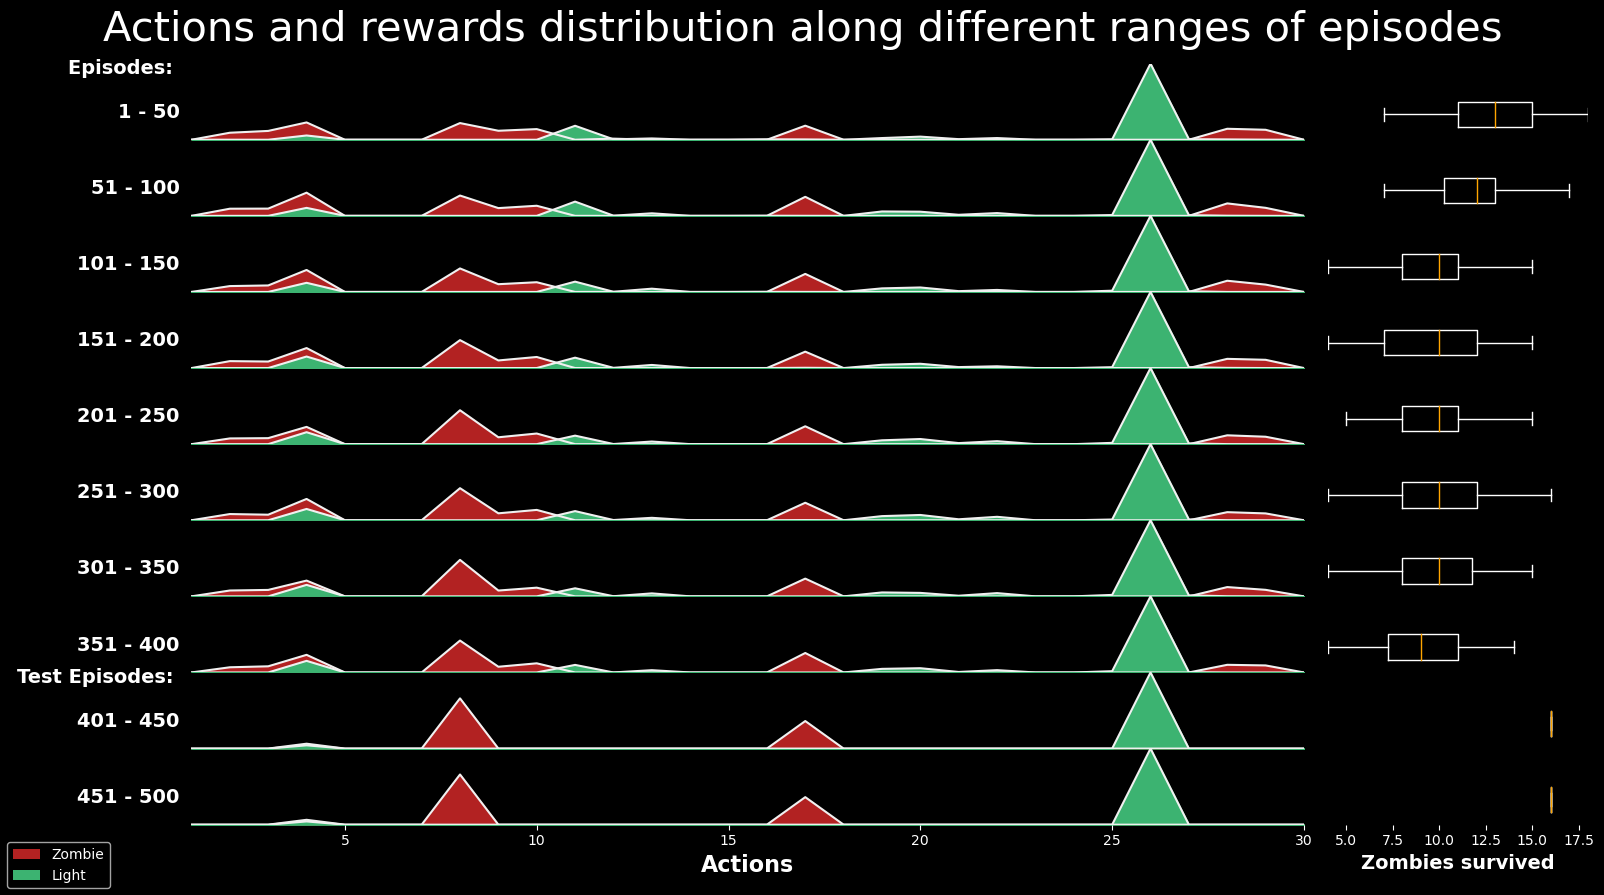 Actions and rewards distribution along different ranges of episodes
Episodes:
1 - 50
51 - 100
101 - 150
151 - 200
201 - 250
251 - 300
301 - 350
351 - 400
Test Episodes:
401 - 450
451 - 500
5 10 15 20 25 30 5.0 7.5 10.0 12.5 15.0 17.5
Actions
Zombies survived
Zombie
Light